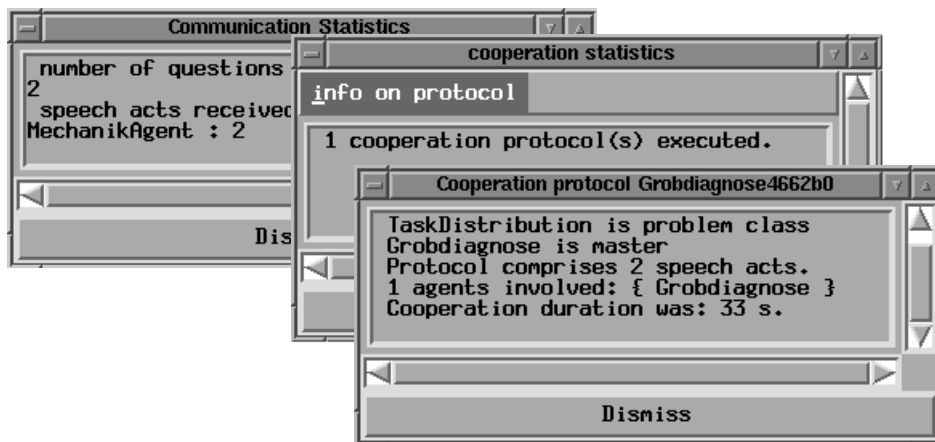 Communication Statistics
number of questions
2
speech acts received
MechanikAgent : 2
Dis
cooperation statistics
info on protocol
1 cooperation protocol(s) executed.
Cooperation protocol Grobdiagnose4662b0
TaskDistribution is problem class
Grobdiagnose is master
Protocol comprises 2 speech acts.
1 agents involved: { Grobdiagnose }
Cooperation duration was: 33 s.
Dismiss